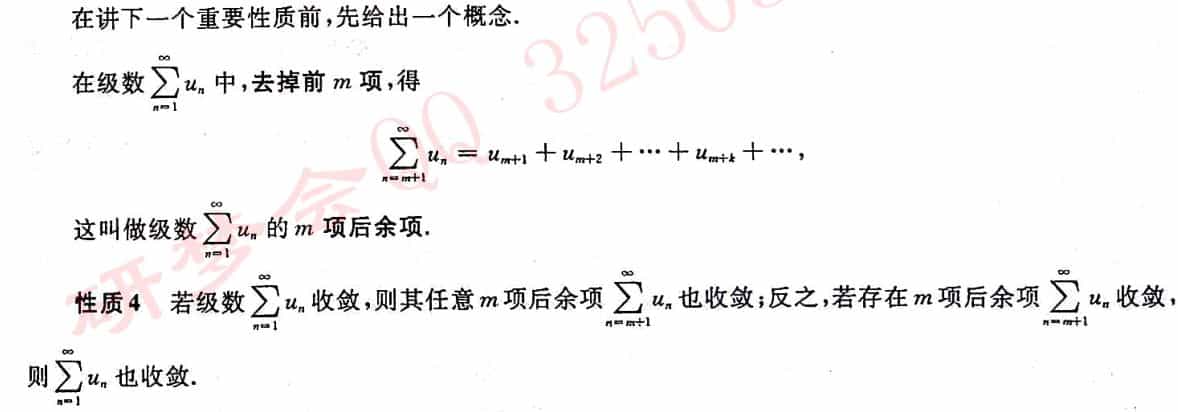 在讲下一个重要性质前,先给出一个概念.
在级数 $\sum_{n=1}^{\infty} u_n$ 中,去掉前 m 项,得
$\sum_{n=m+1}^{\infty} u_n = u_{m+1} + u_{m+2} + \cdots + u_{m+k} + \cdots,$
这叫做级数 $\sum_{n=1}^{\infty} u_n$ 的 m 项后余项.
性质4 若级数 $\sum_{n=1}^{\infty} u_n$ 收敛,则其任意 m 项后余项 $\sum_{n=m+1}^{\infty} u_n$ 也收敛;反之,若存在 m 项后余项 $\sum_{n=m+1}^{\infty} u_n$ 收敛,
则 $\sum_{n=1}^{\infty} u_n$ 也收敛.
研梦会QQ 3250